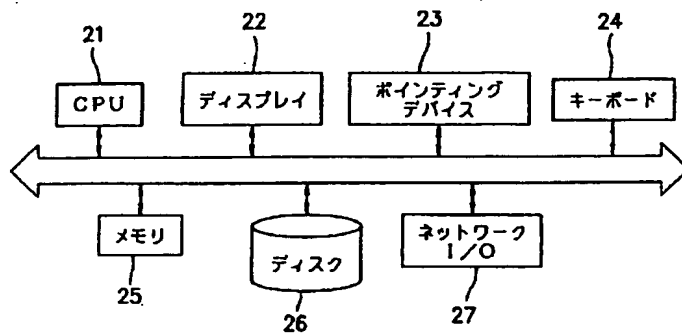 21
22
23
24
CPU
ディスプレイ
ポインティング
デバイス
キーボード
メモリ
ディスク
ネットワーク
I/O
25
26
27